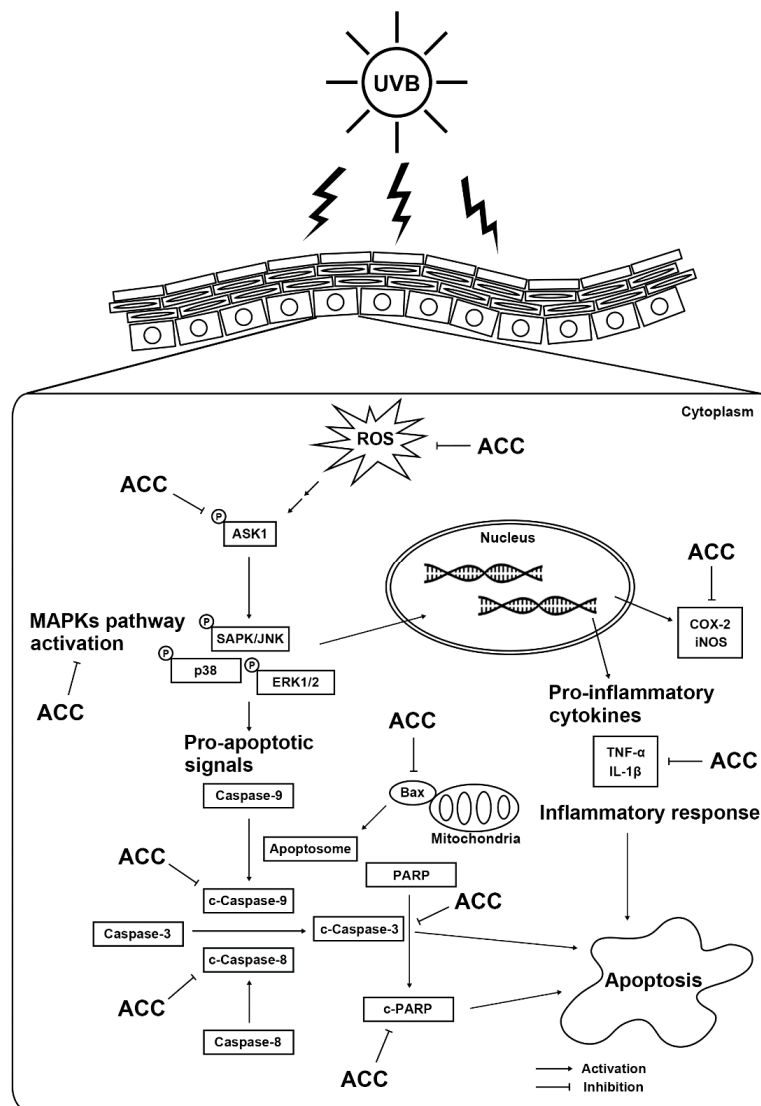 UVB
Cytoplasm
ROS
ACC
ACC
P
ASK1
Nucleus
ACC
MAPKs pathway
activation
P
SAPK/JNK
COX-2
iNOS
P
p38
P
ERK1/2
ACC
Pro-inflammatory
cytokines
ACC
Pro-apoptotic
signals
TNF-α
IL-1β
ACC
Caspase-9
Bax
Mitochondria
Inflammatory response
Apoptosome
ACC
PARP
c-Caspase-9
ACC
Caspase-3
c-Caspase-3
c-Caspase-8
Apoptosis
ACC
c-PARP
Caspase-8
ACC
Activation
Inhibition